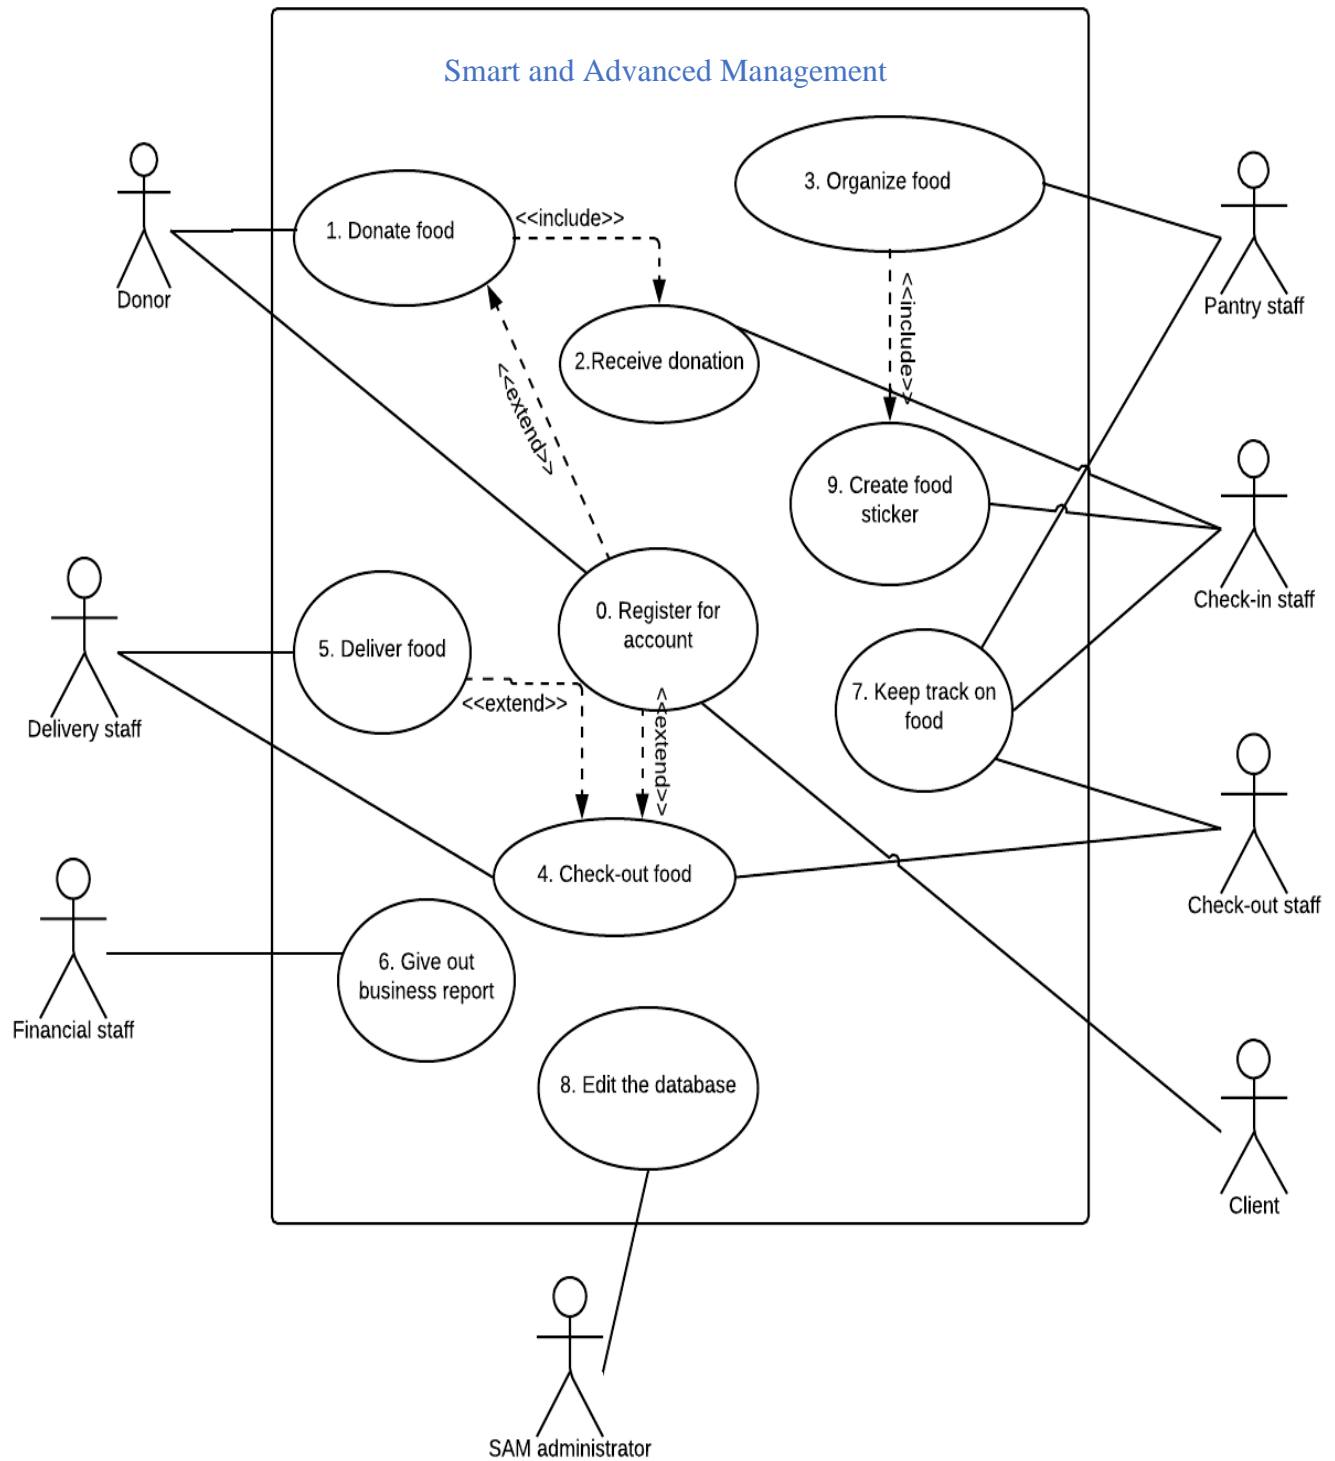 Smart and Advanced Management
3. Organize food
1. Donate food
<<include>>
Donor
Pantry staff
<<include>>
2.Receive donation
<<extend>>
9. Create food
sticker
Check-in staff
0. Register for
account
5. Deliver food
<<extend>>
<<extend>>
7. Keep track on
food
Delivery staff
4. Check-out food
Check-out staff
6. Give out
business report
Financial staff
8. Edit the database
Client
SAM administrator